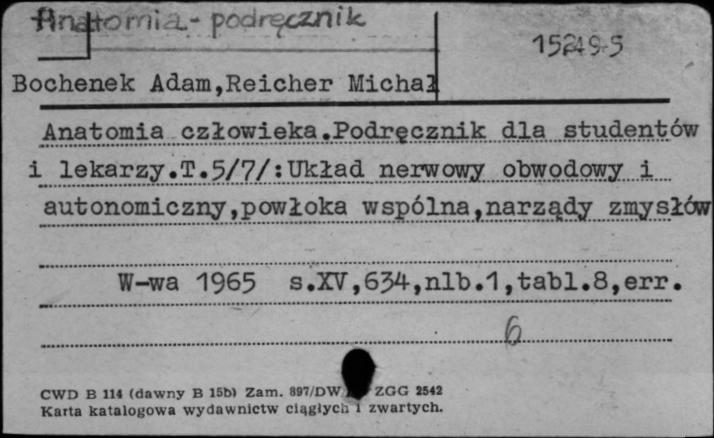 Anatomia - podręcznik
15249-5
Bochenek Adam,Reicher Michał
Anatomia człowieka.Podręcznik dla studentów
i lekarzy.T.5/7/:Układ nerwowy obwodowy i
autonomiczny,powłoka wspólna,narządy zmysłów
W-wa 1965 s.XV,634,nlb.1,tabl.8,err.
6
CWD B 114 (dawny B 15b) Zam. 897/DW ZGG 2542
Karta katalogowa wydawnictw ciągłych i zwartych.